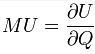 MU = ∂U/∂Q